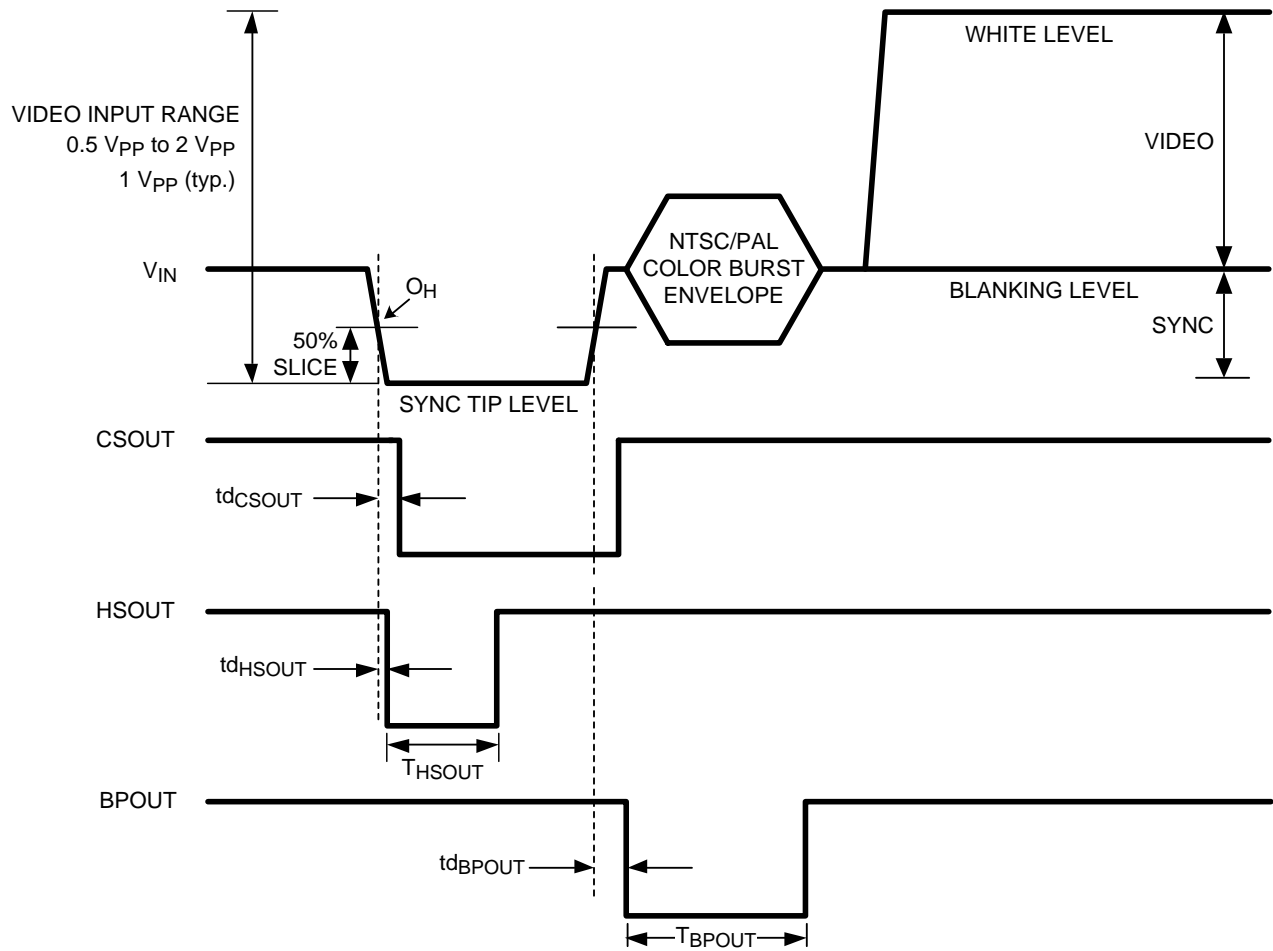 WHITE LEVEL
VIDEO INPUT RANGE
0.5 VPP to 2 VPP
1 VPP (typ.)
VIDEO
NTSC/PAL
COLOR BURST
ENVELOPE
VIN
OH
BLANKING LEVEL
50%
SLICE
SYNC
SYNC TIP LEVEL
CSOUT
tdCSOUT
HSOUT
tdHSOUT
THSOUT
BPOUT
tdBPOUT
TBPOUT